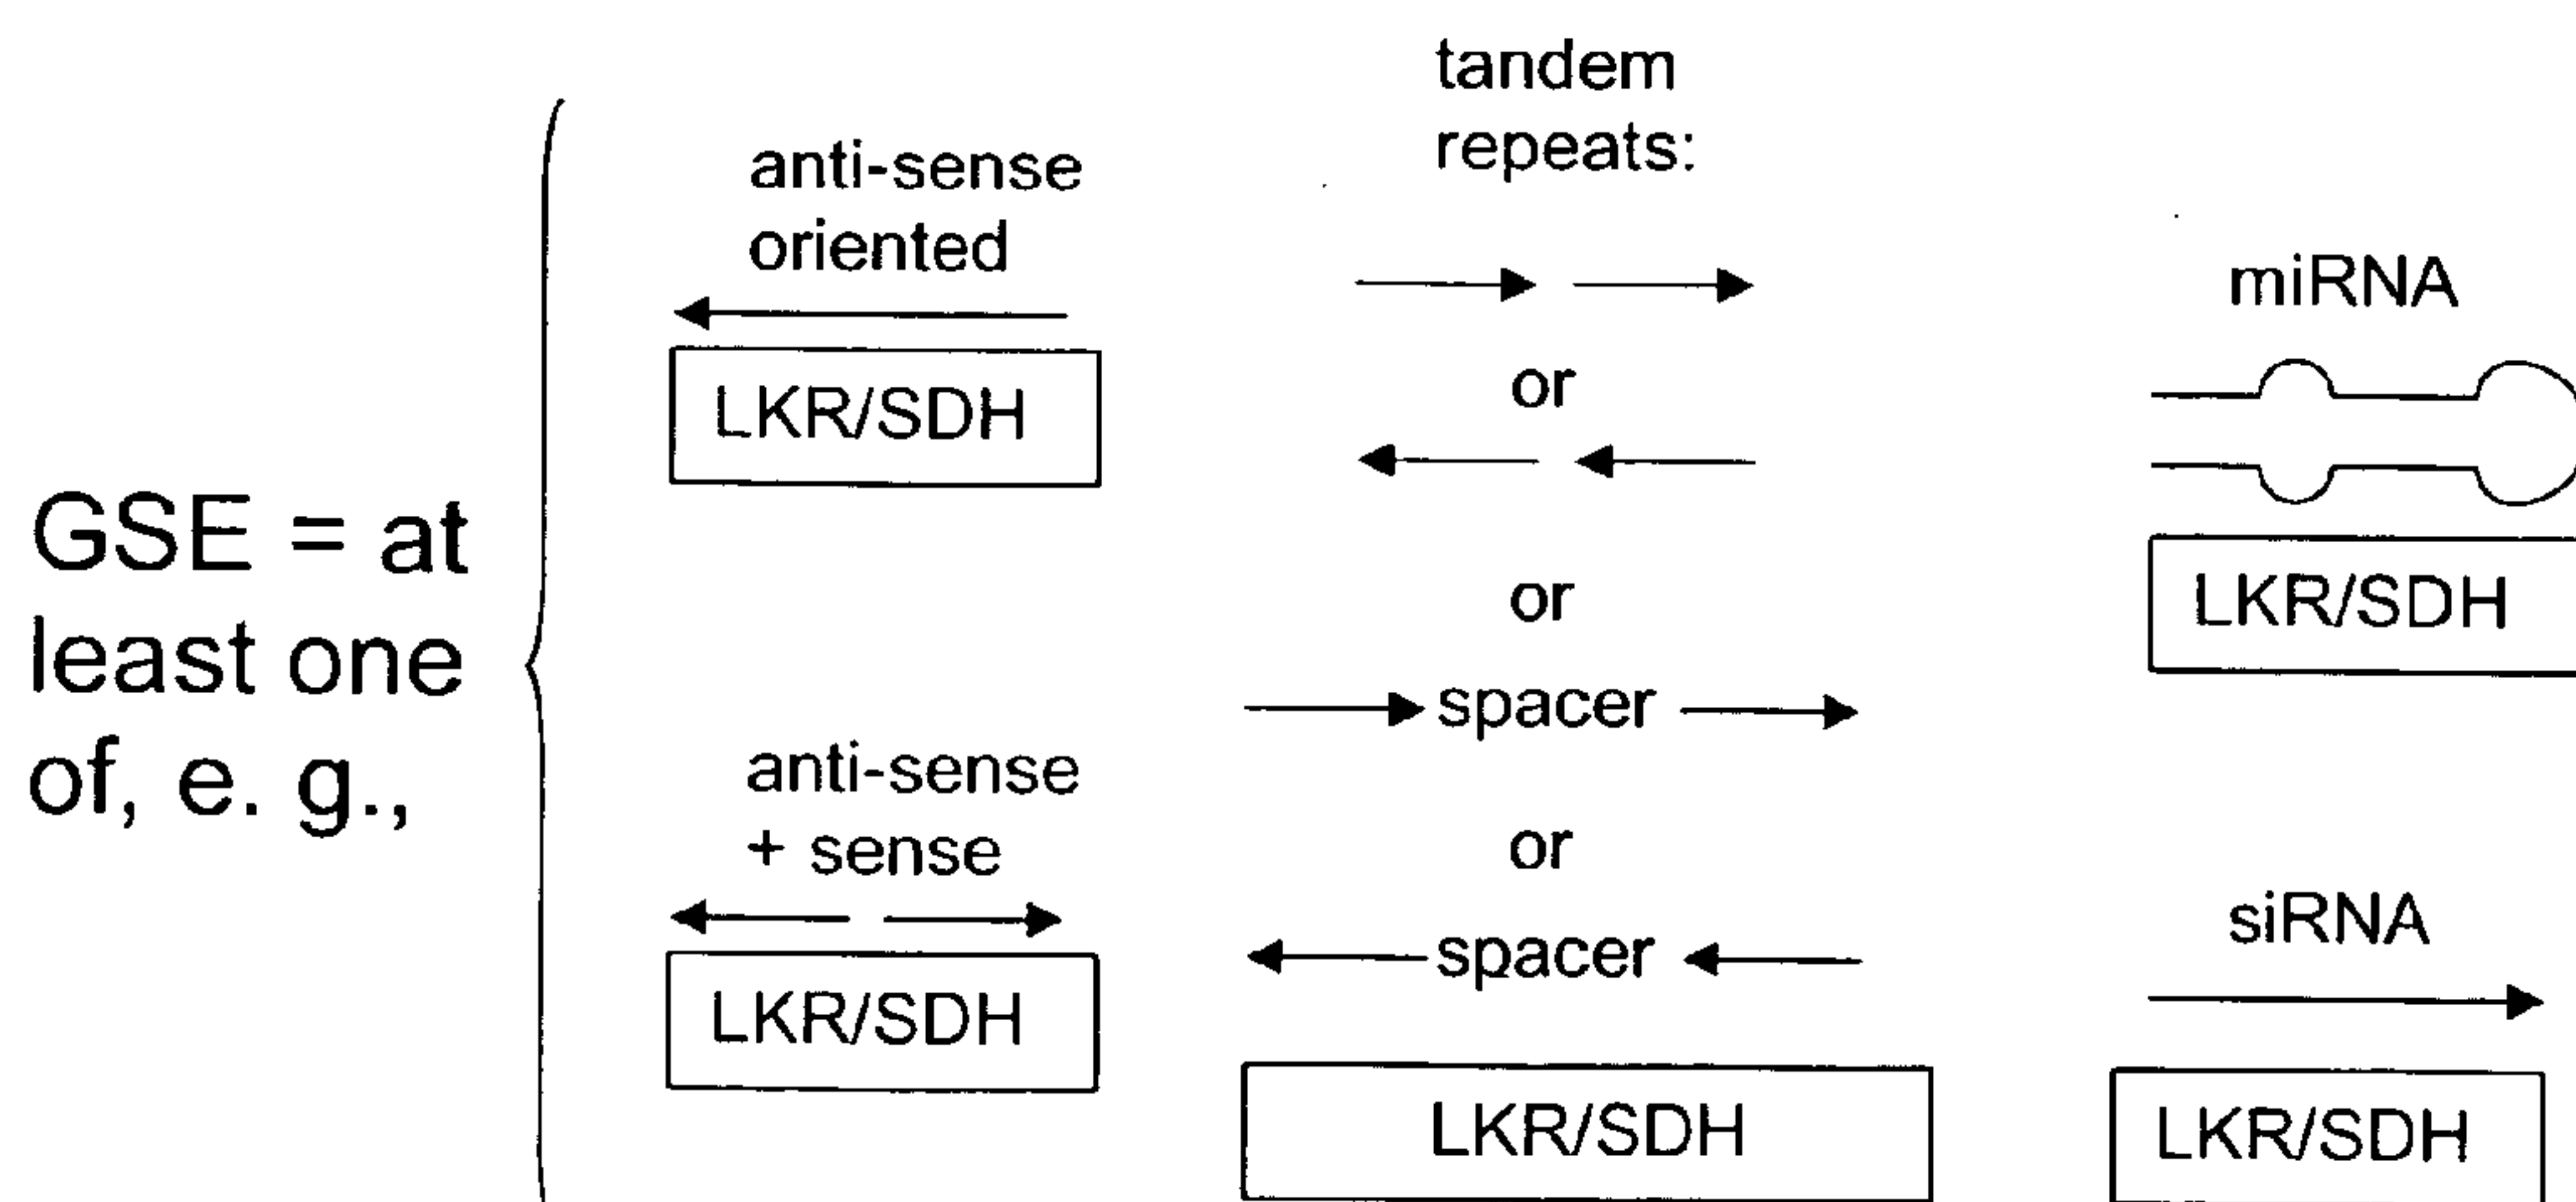 GSE = at
least one
of, e. g.,
anti-sense
oriented
LKR/SDH
anti-sense
+ sense
LKR/SDH
tandem
repeats:
or
or
spacer
or
spacer
LKR/SDH
miRNA
LKR/SDH
siRNA
LKR/SDH